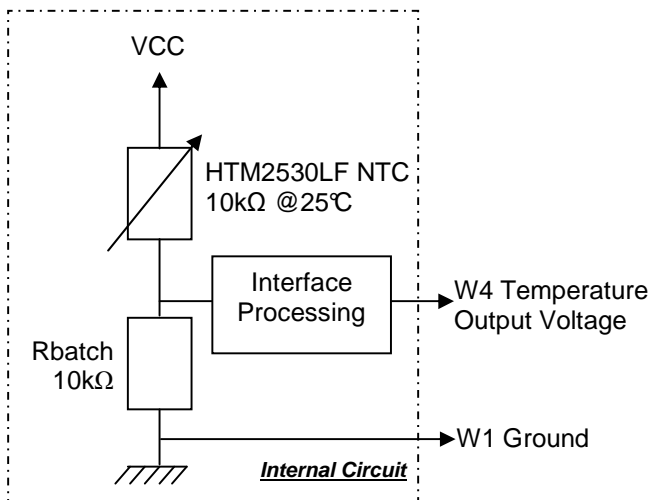 VCC
HTM2530LF NTC
10kΩ @25℃
Interface
Processing
W4 Temperature
Output Voltage
Rbatch
10kΩ
W1 Ground
Internal Circuit